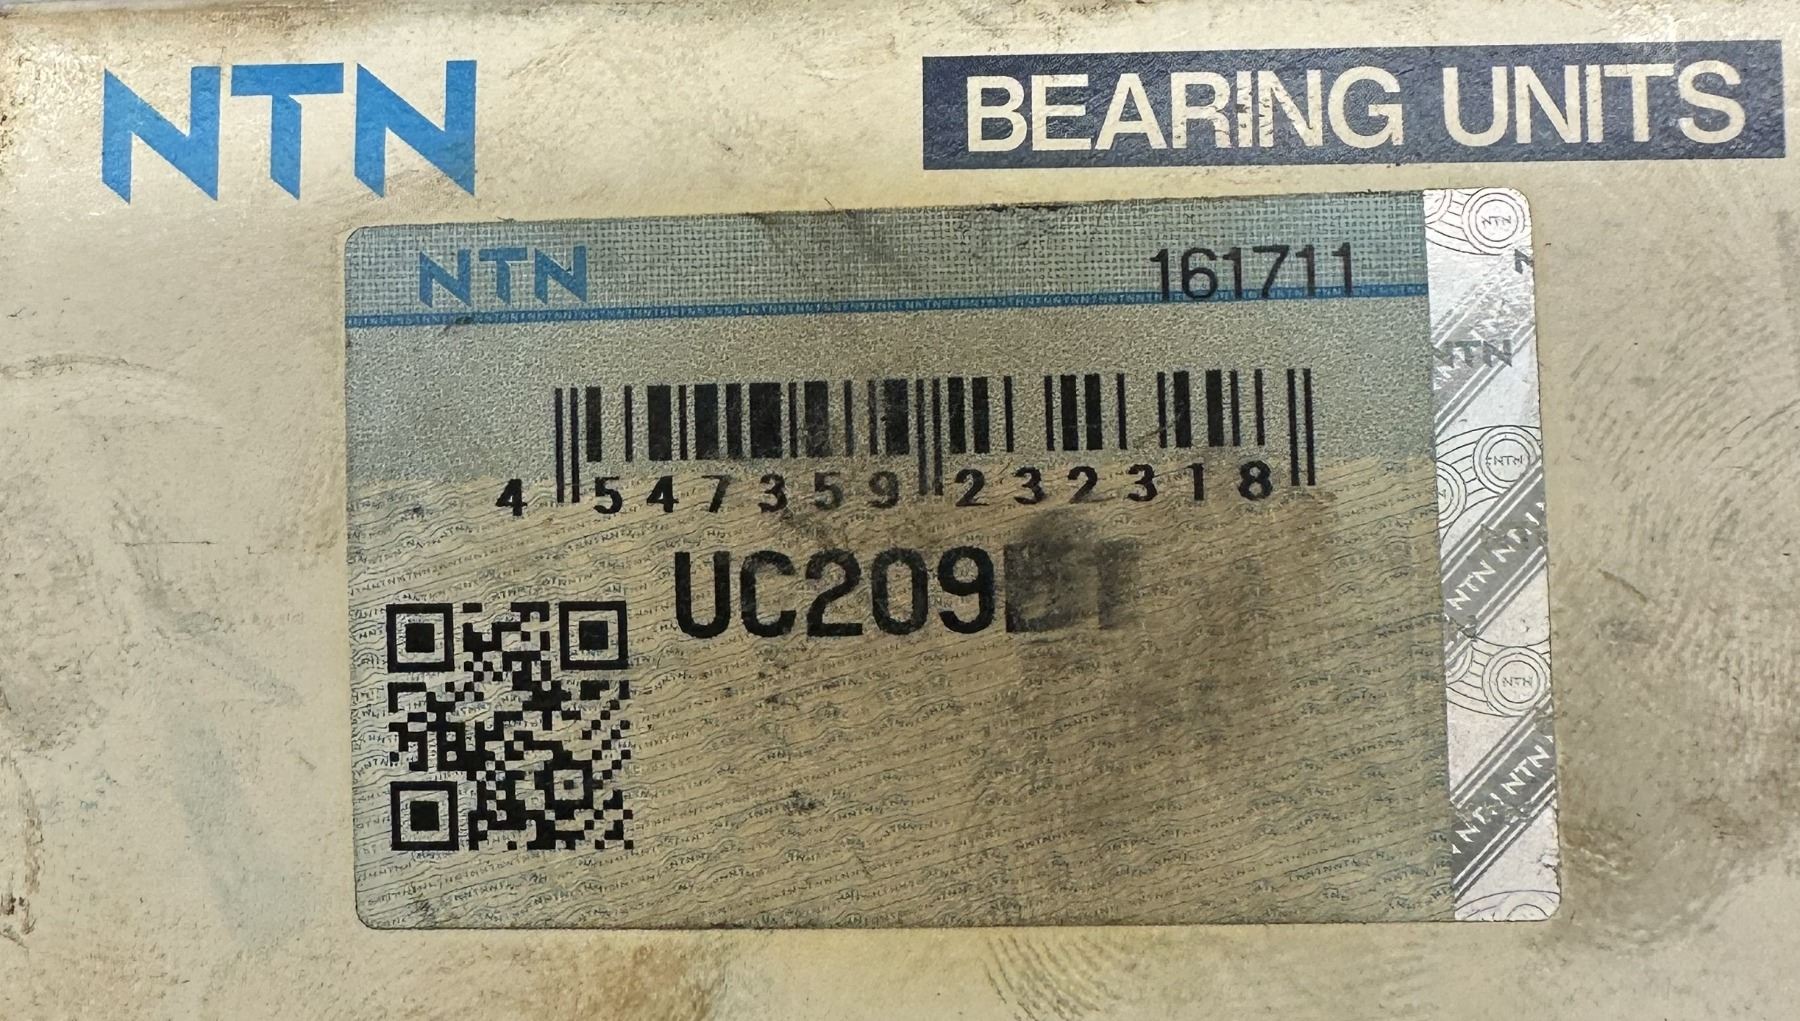 NTN
BEARING UNITS
NTN
161711
4 547359 232318
UC209